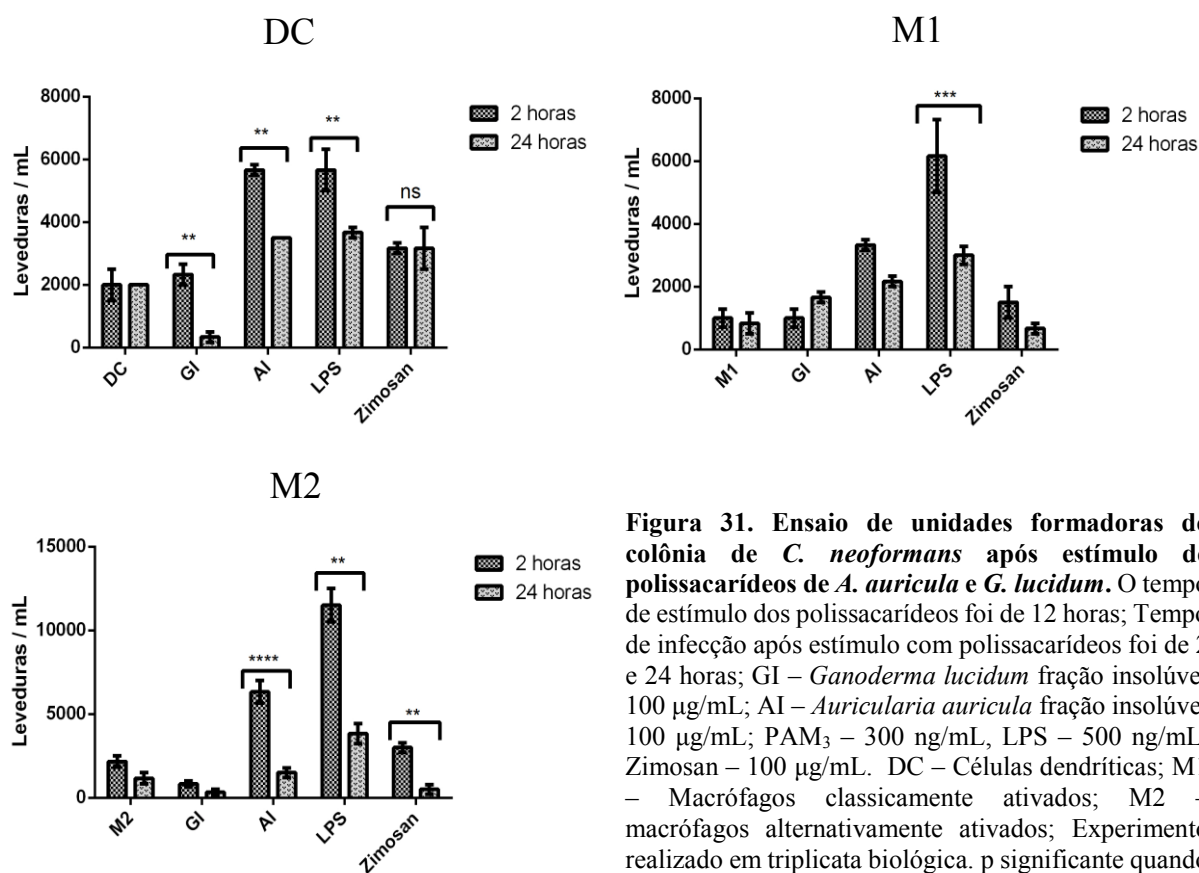 DC
8000
6000
4000
2000
0
Leveduras / mL
**
**
**
ns
2 horas
24 horas
DC
GI
AI
LPS
Zimosan
M1
8000
6000
4000
2000
0
Leveduras / mL
***
2 horas
24 horas
M1
GI
AI
LPS
Zimosan
M2
15000
10000
5000
0
Leveduras / mL
****
**
**
2 horas
24 horas
M2
GI
AI
LPS
Zimosan
Figura 31. Ensaio de unidades formadoras de
colônia de C. neoformans após estímulo de
polissacarídeos de A. auricula e G. lucidum. O tempo
de estímulo dos polissacarídeos foi de 12 horas; Tempo
de infecção após estímulo com polissacarídeos foi de 2
e 24 horas; GI – Ganoderma lucidum fração insolúve
100 µg/mL; AI – Auricularia auricula fração insolúve
100 µg/mL; PAM₃ – 300 ng/mL, LPS – 500 ng/mL
Zimosan – 100 µg/mL. DC – Células dendríticas; M1
– Macrófagos classicamente ativados; M2 –
macrófagos alternativamente ativados; Experimento
realizado em triplicata biológica. p significante quando